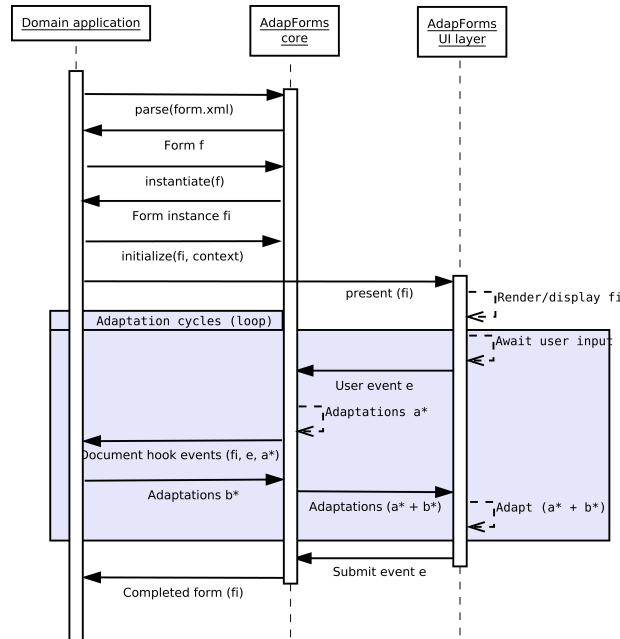 Domain application
AdapForms
core
AdapForms
UI layer
parse(form.xml)
Form f
instantiate(f)
Form instance fi
initialize(fi, context)
present (fi)
Render/display fi
Adaptation cycles (loop)
Await user input
User event e
Adaptations a*
Document hook events (fi, e, a*)
Adaptations b*
Adaptations (a* + b*)
Adapt (a* + b*)
Submit event e
Completed form (fi)